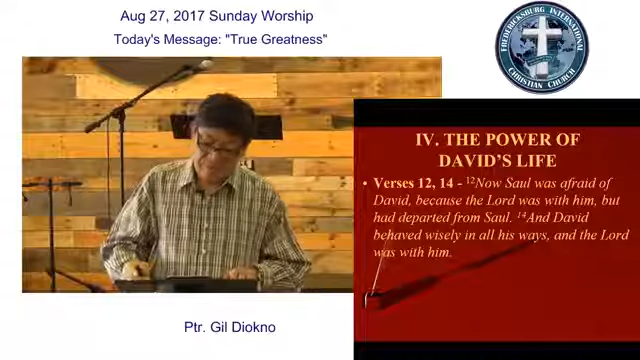 Aug 27, 2017 Sunday Worship
Today's Message: "True Greatness"
FREDERICKSBURG INTERNATIONAL
CHRISTIAN CHURCH
IV. THE POWER OF
DAVID'S LIFE
• Verses 12, 14 - ¹²Now Saul was afraid of
David, because the Lord was with him, but
had departed from Saul. ¹⁴And David
behaved wisely in all his ways, and the Lord
was with him.
Ptr. Gil Diokno